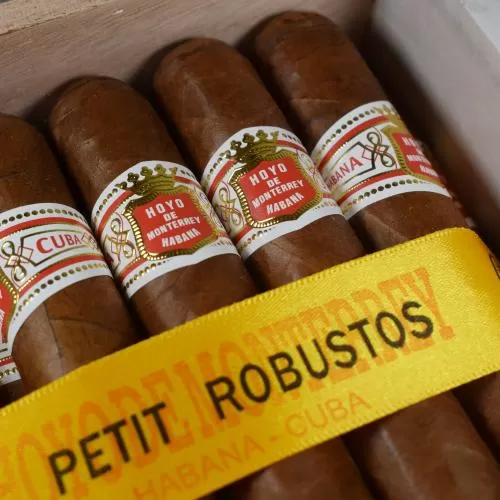 CUBA
HOYO
DE
MONTERREY
HABANA
HOYO
DE
MONTERREY
HABANA
HABANA
HOYO DE MONTERREY
PETIT ROBUSTOS
HABANA - CUBA